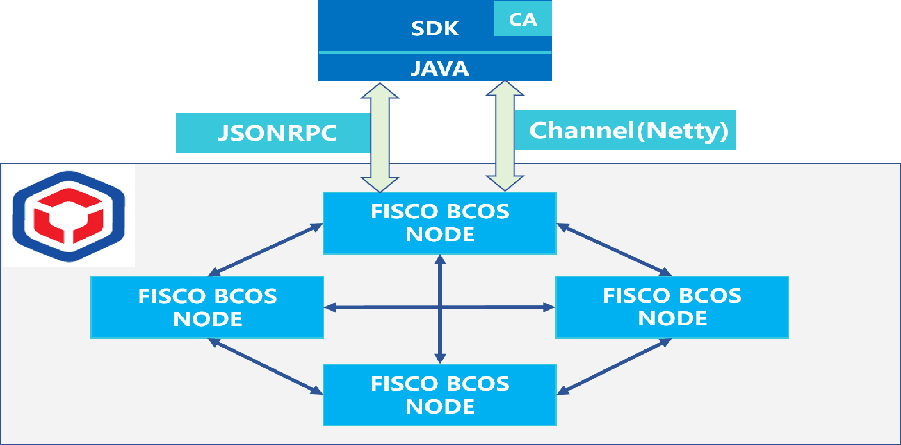 CA
SDK
JAVA
JSONRPC
Channel(Netty)
FISCO BCOS
NODE
FISCO BCOS
NODE
FISCO BCOS
NODE
FISCO BCOS
NODE